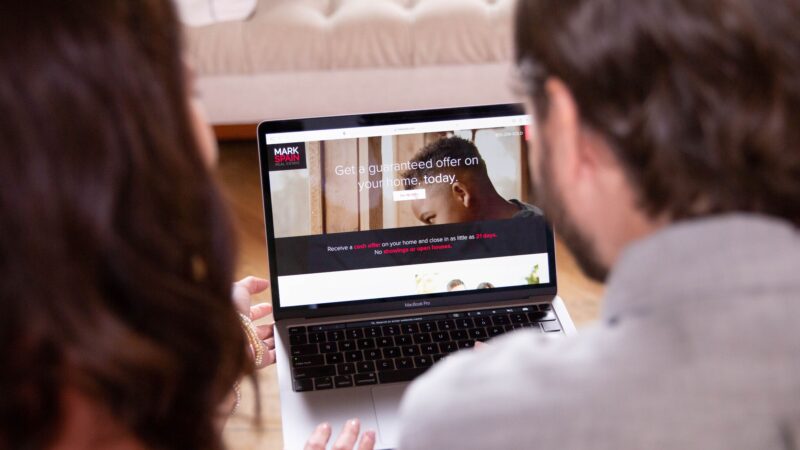 MARK
SPAIN
REAL ESTATE
Get a guaranteed offer on
your home, today.
Receive a cash offer on your home and close in as little as 21 days.
No showings or open houses.
MacBook Pro